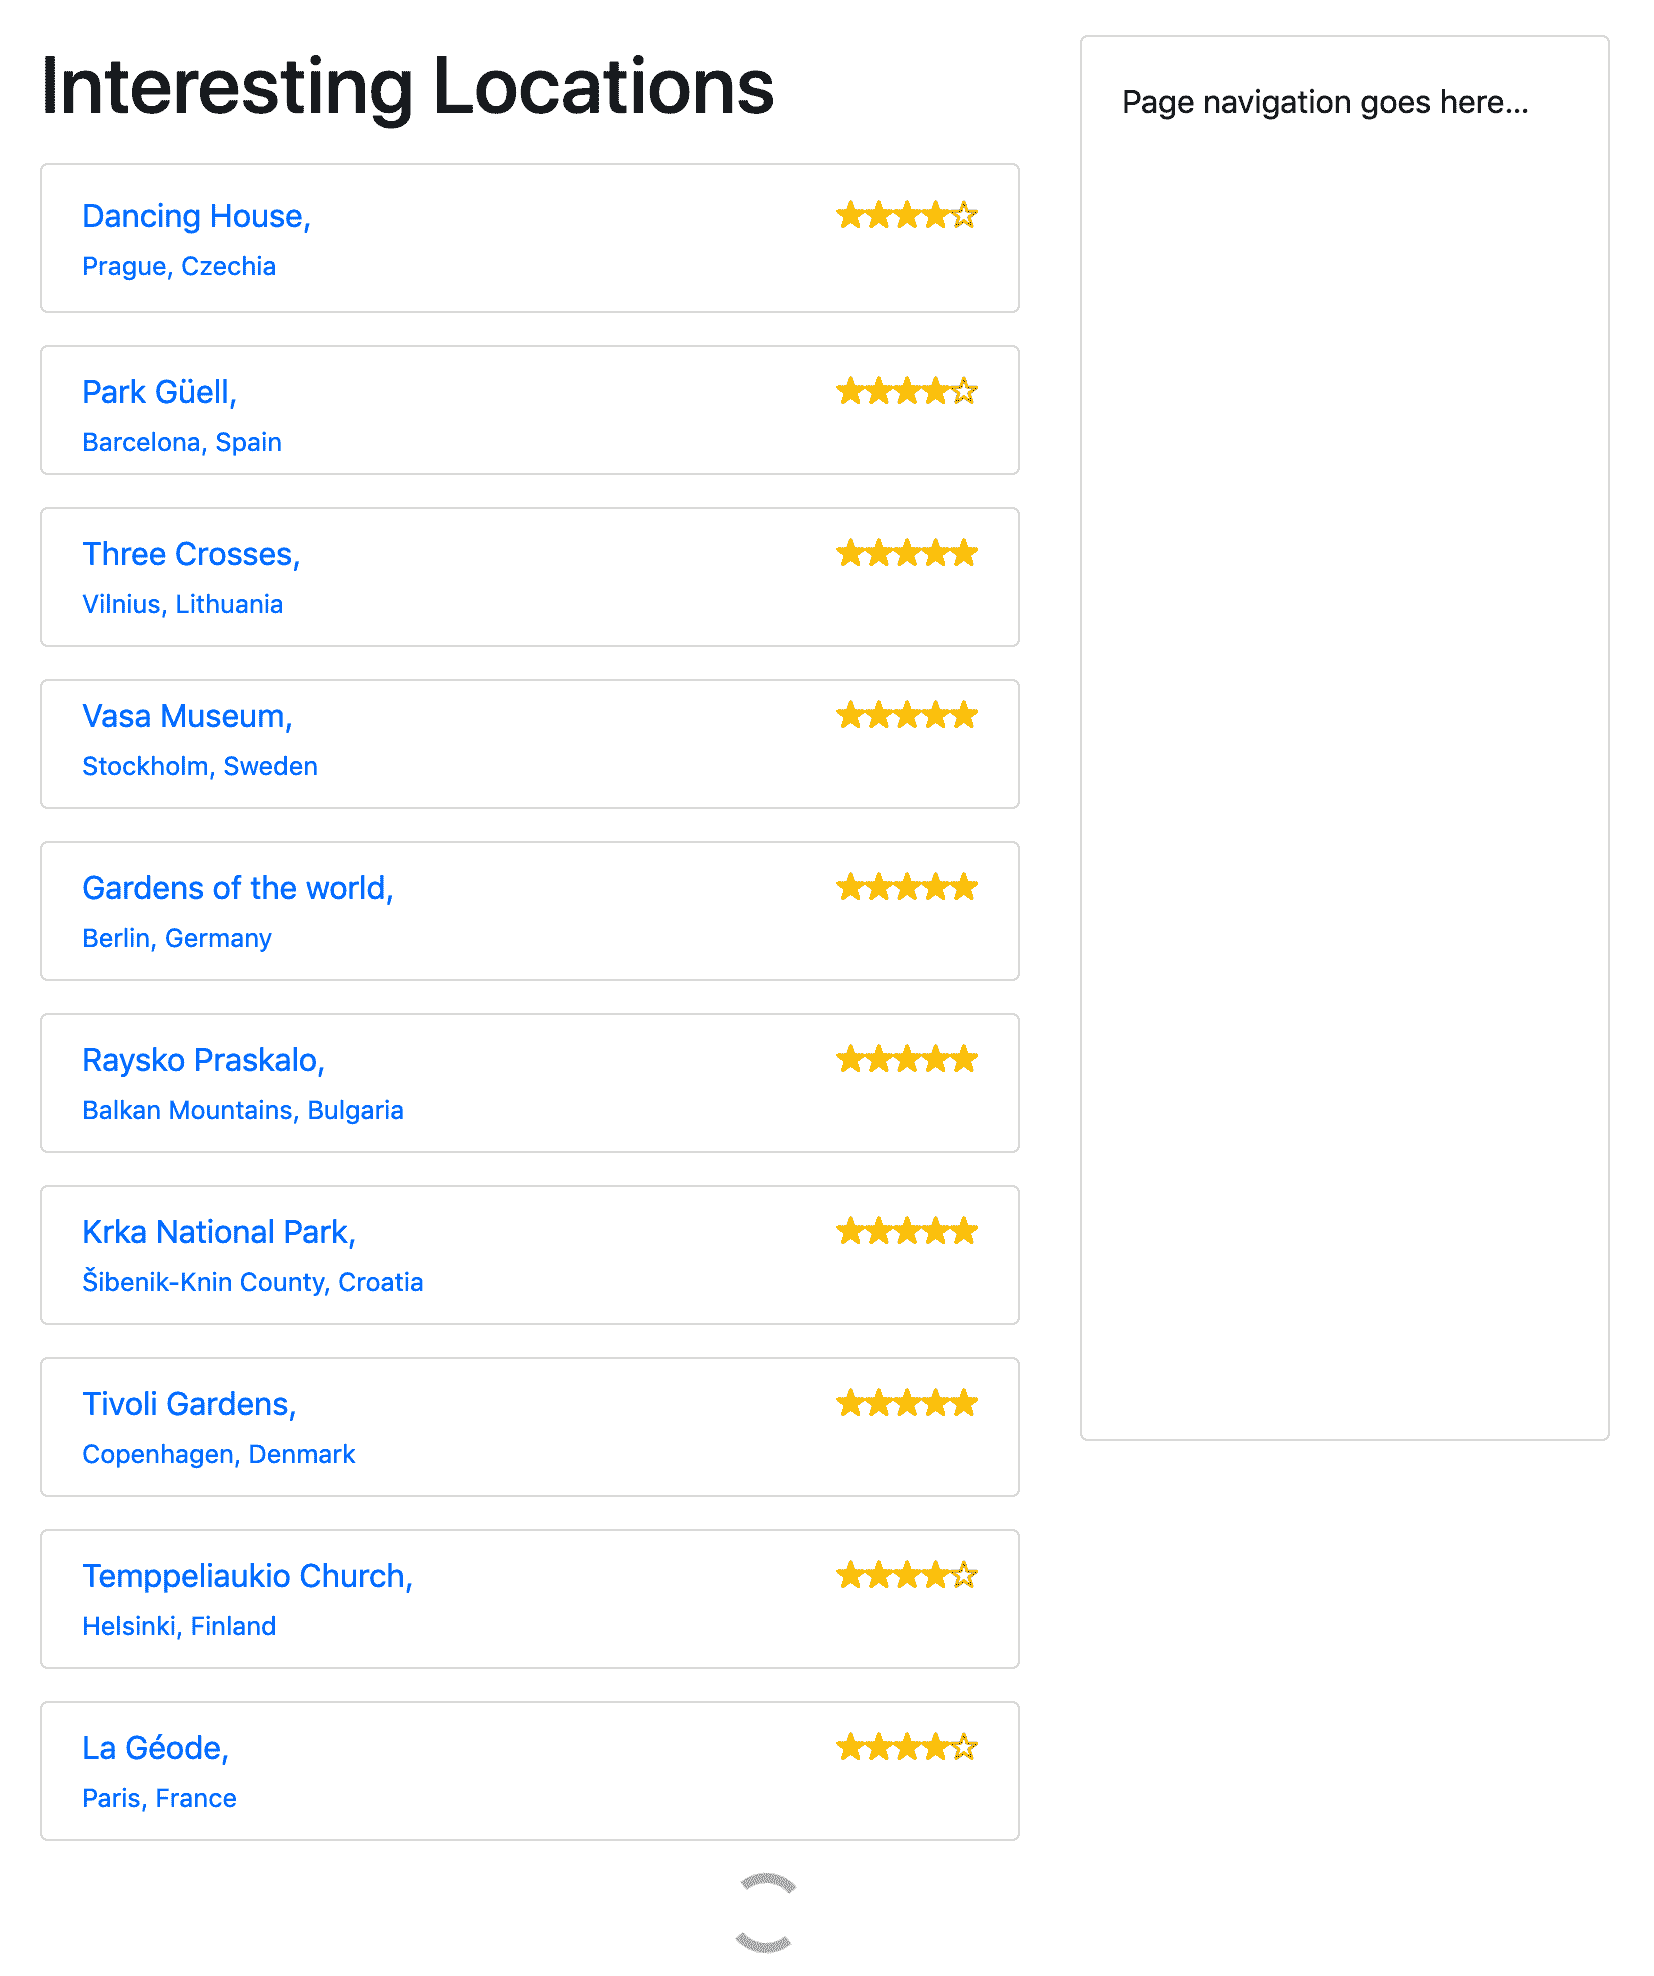 Interesting Locations
Dancing House,
Prague, Czechia
Park Güell,
Barcelona, Spain
Three Crosses,
Vilnius, Lithuania
Vasa Museum,
Stockholm, Sweden
Gardens of the world,
Berlin, Germany
Raysko Praskalo,
Balkan Mountains, Bulgaria
Krka National Park,
Šibenik-Knin County, Croatia
Tivoli Gardens,
Copenhagen, Denmark
Temppeliaukio Church,
Helsinki, Finland
La Géode,
Paris, France
Page navigation goes here...